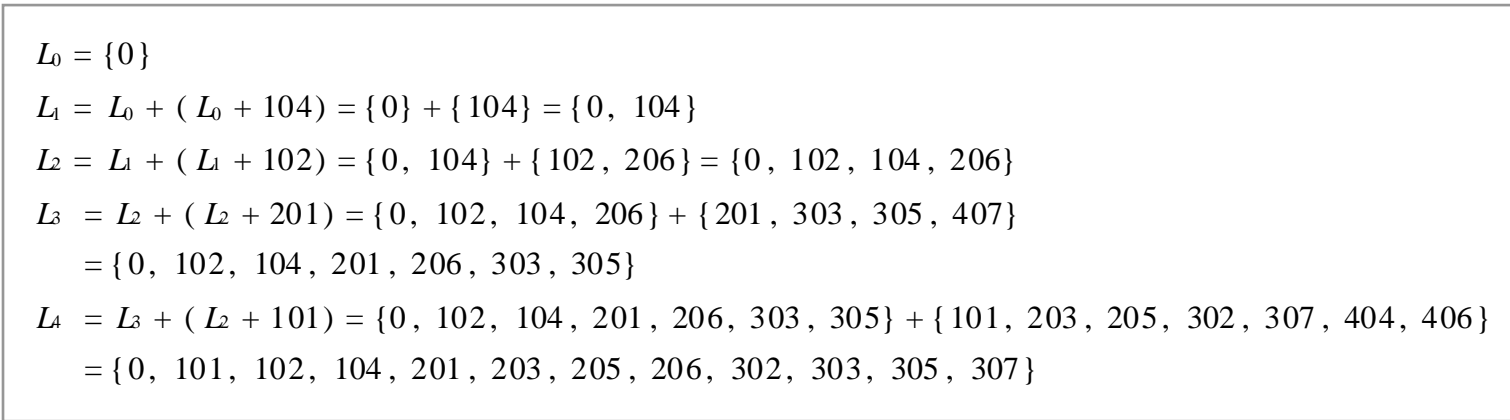 L₀ = {0}
L₁ = L₀ + ( L₀ + 104) = {0} + {104} = {0, 104}
L₂ = L₁ + ( L₁ + 102) = {0, 104} + {102, 206} = {0, 102, 104, 206}
L₃ = L₂ + ( L₂ + 201) = {0, 102, 104, 206} + {201, 303, 305, 407}
= {0, 102, 104, 201, 206, 303, 305}
L₄ = L₃ + ( L₂ + 101) = {0, 102, 104, 201, 206, 303, 305} + {101, 203, 205, 302, 307, 404, 406}
= {0, 101, 102, 104, 201, 203, 205, 206, 302, 303, 305, 307}